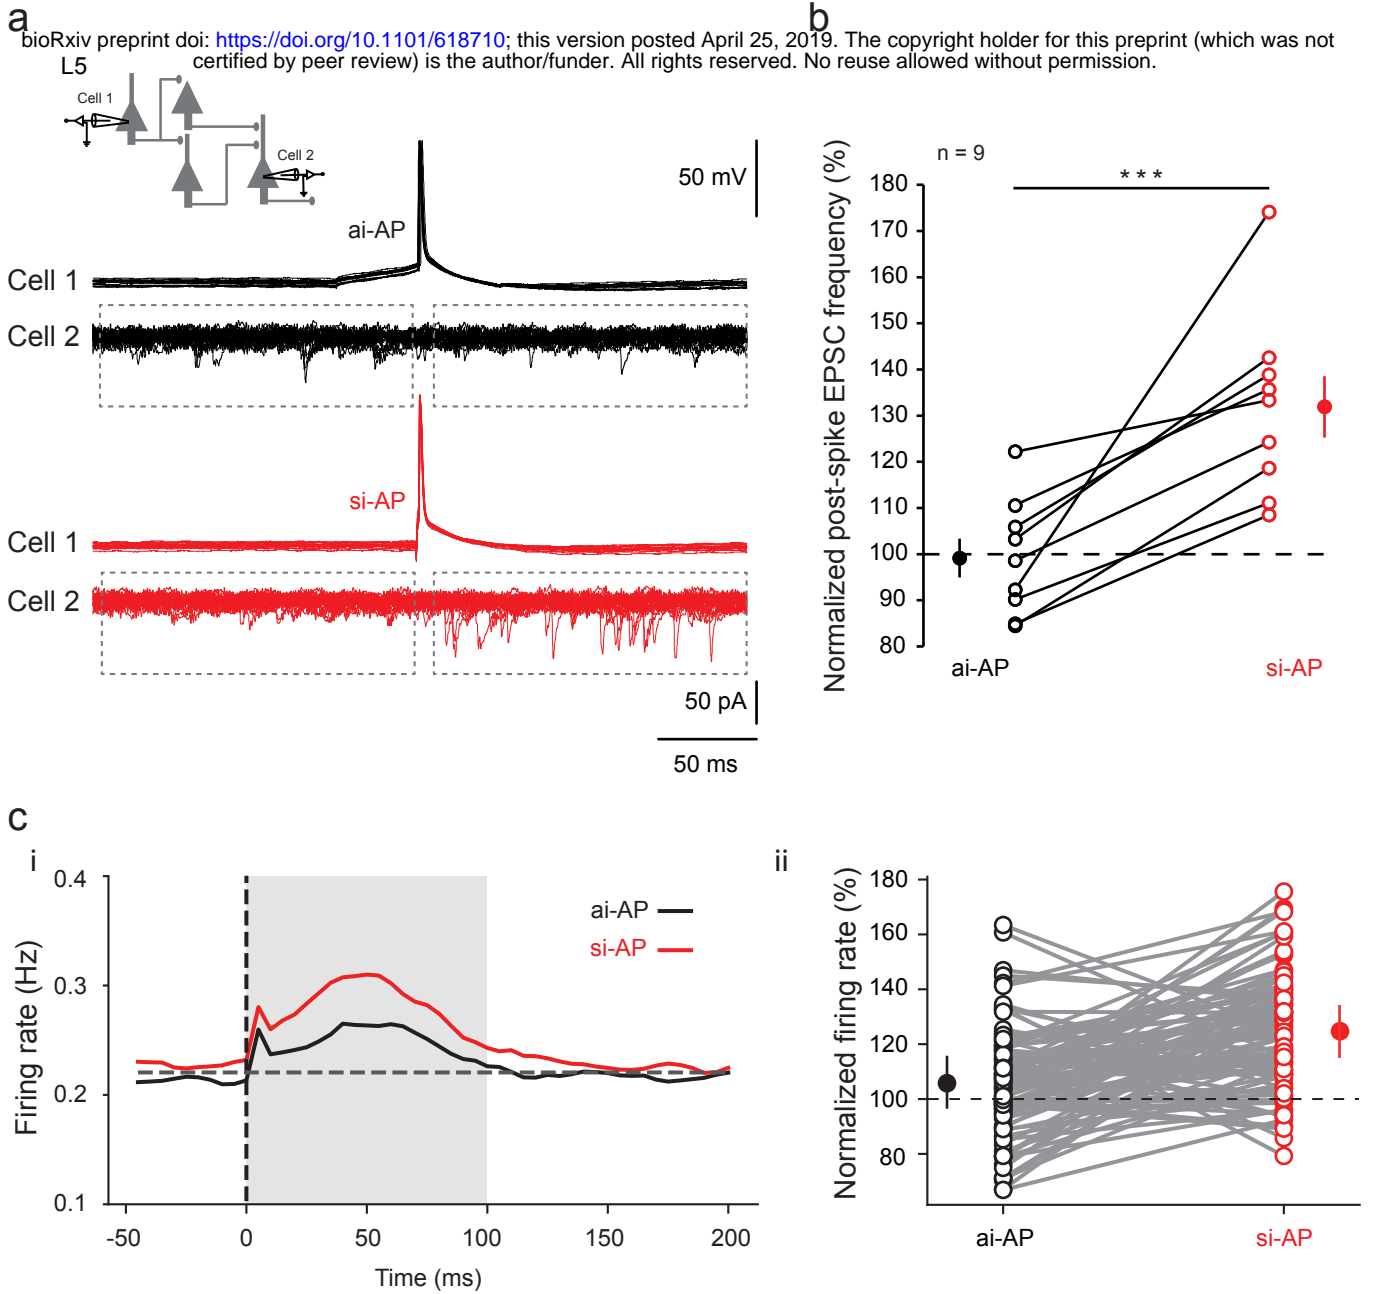 a
b
bioRxiv preprint doi: https://doi.org/10.1101/618710; this version posted April 25, 2019. The copyright holder for this preprint (which was not
certified by peer review) is the author/funder. All rights reserved. No reuse allowed without permission.
L5
Cell 1
Cell 2
50 mV
ai-AP
Cell 1
Cell 2
si-AP
Cell 1
Cell 2
50 pA
50 ms
Normalized post-spike EPSC frequency (%)
n = 9
***
180
170
160
150
140
130
120
110
100
90
80
ai-AP
si-AP
c
i
Firing rate (Hz)
0.4
0.3
0.2
0.1
ai-AP
si-AP
-50
0
50
100
150
200
Time (ms)
ii
Normalized firing rate (%)
180
160
140
120
100
80
ai-AP
si-AP